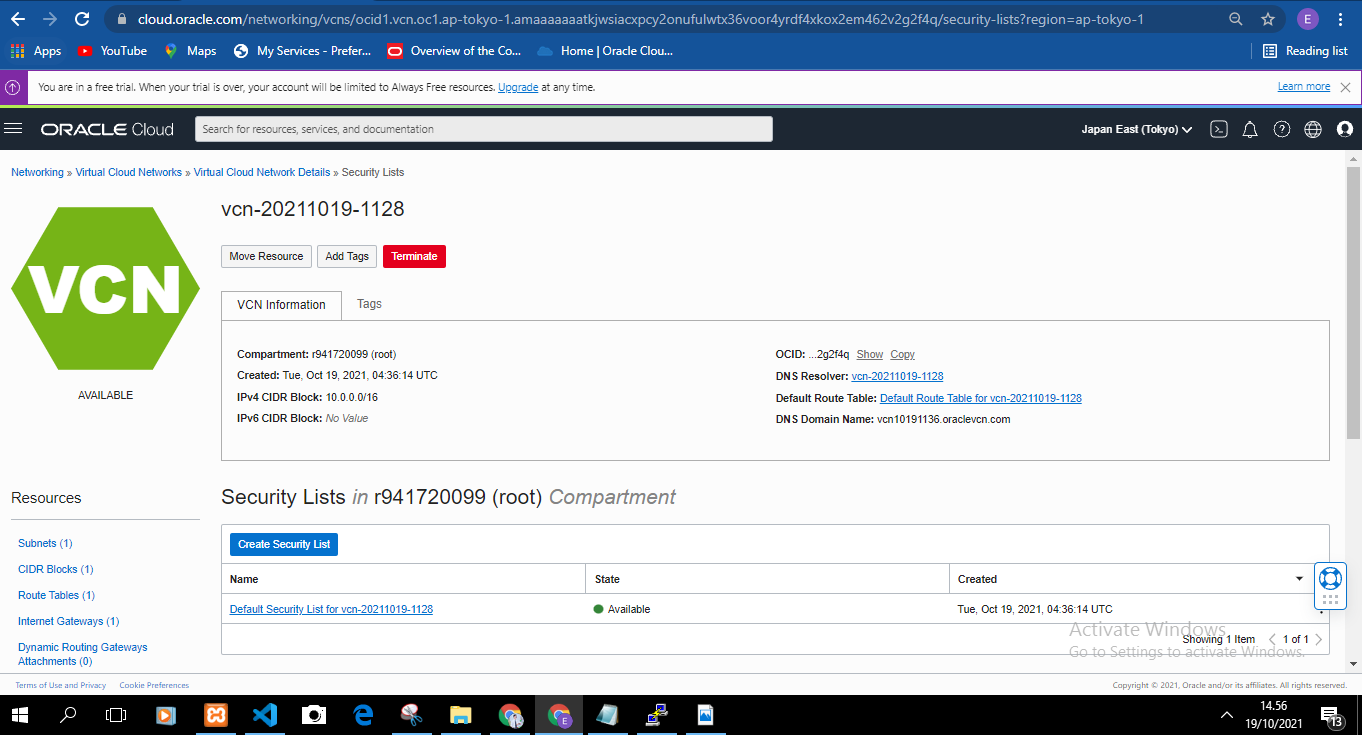 cloud.oracle.com/networking/vcns/ocid1.vcn.oc1.ap-tokyo-1.amaaaaaaatkjwsiacxpcy2onufulwtx36voor4yrdf4xkox2em462v2g2f4q/security-lists?region=ap-tokyo-1
E
Apps YouTube Maps My Services - Prefer... Overview of the Co... Home | Oracle Clou... Reading list
You are in a free trial. When your trial is over, your account will be limited to Always Free resources. Upgrade at any time. Learn more
ORACLE Cloud Search for resources, services, and documentation Japan East (Tokyo)
Networking » Virtual Cloud Networks » Virtual Cloud Network Details » Security Lists
VCN
AVAILABLE
vcn-20211019-1128
Move Resource Add Tags Terminate
VCN Information Tags
Compartment: r941720099 (root)
Created: Tue, Oct 19, 2021, 04:36:14 UTC
IPv4 CIDR Block: 10.0.0.0/16
IPv6 CIDR Block: No Value
OCID: ...2g2f4q Show Copy
DNS Resolver: vcn-20211019-1128
Default Route Table: Default Route Table for vcn-20211019-1128
DNS Domain Name: vcn10191136.oraclevcn.com
Resources
Subnets (1)
CIDR Blocks (1)
Route Tables (1)
Internet Gateways (1)
Dynamic Routing Gateways
Attachments (0)
Security Lists in r941720099 (root) Compartment
Create Security List
Name State Created
Default Security List for vcn-20211019-1128 Available Tue, Oct 19, 2021, 04:36:14 UTC
Showing 1 Item 1 of 1
Activate Windows
Go to Settings to activate Windows.
Terms of Use and Privacy Cookie Preferences Copyright © 2021, Oracle and/or its affiliates. All rights reserved.
E
14.56
19/10/2021
13